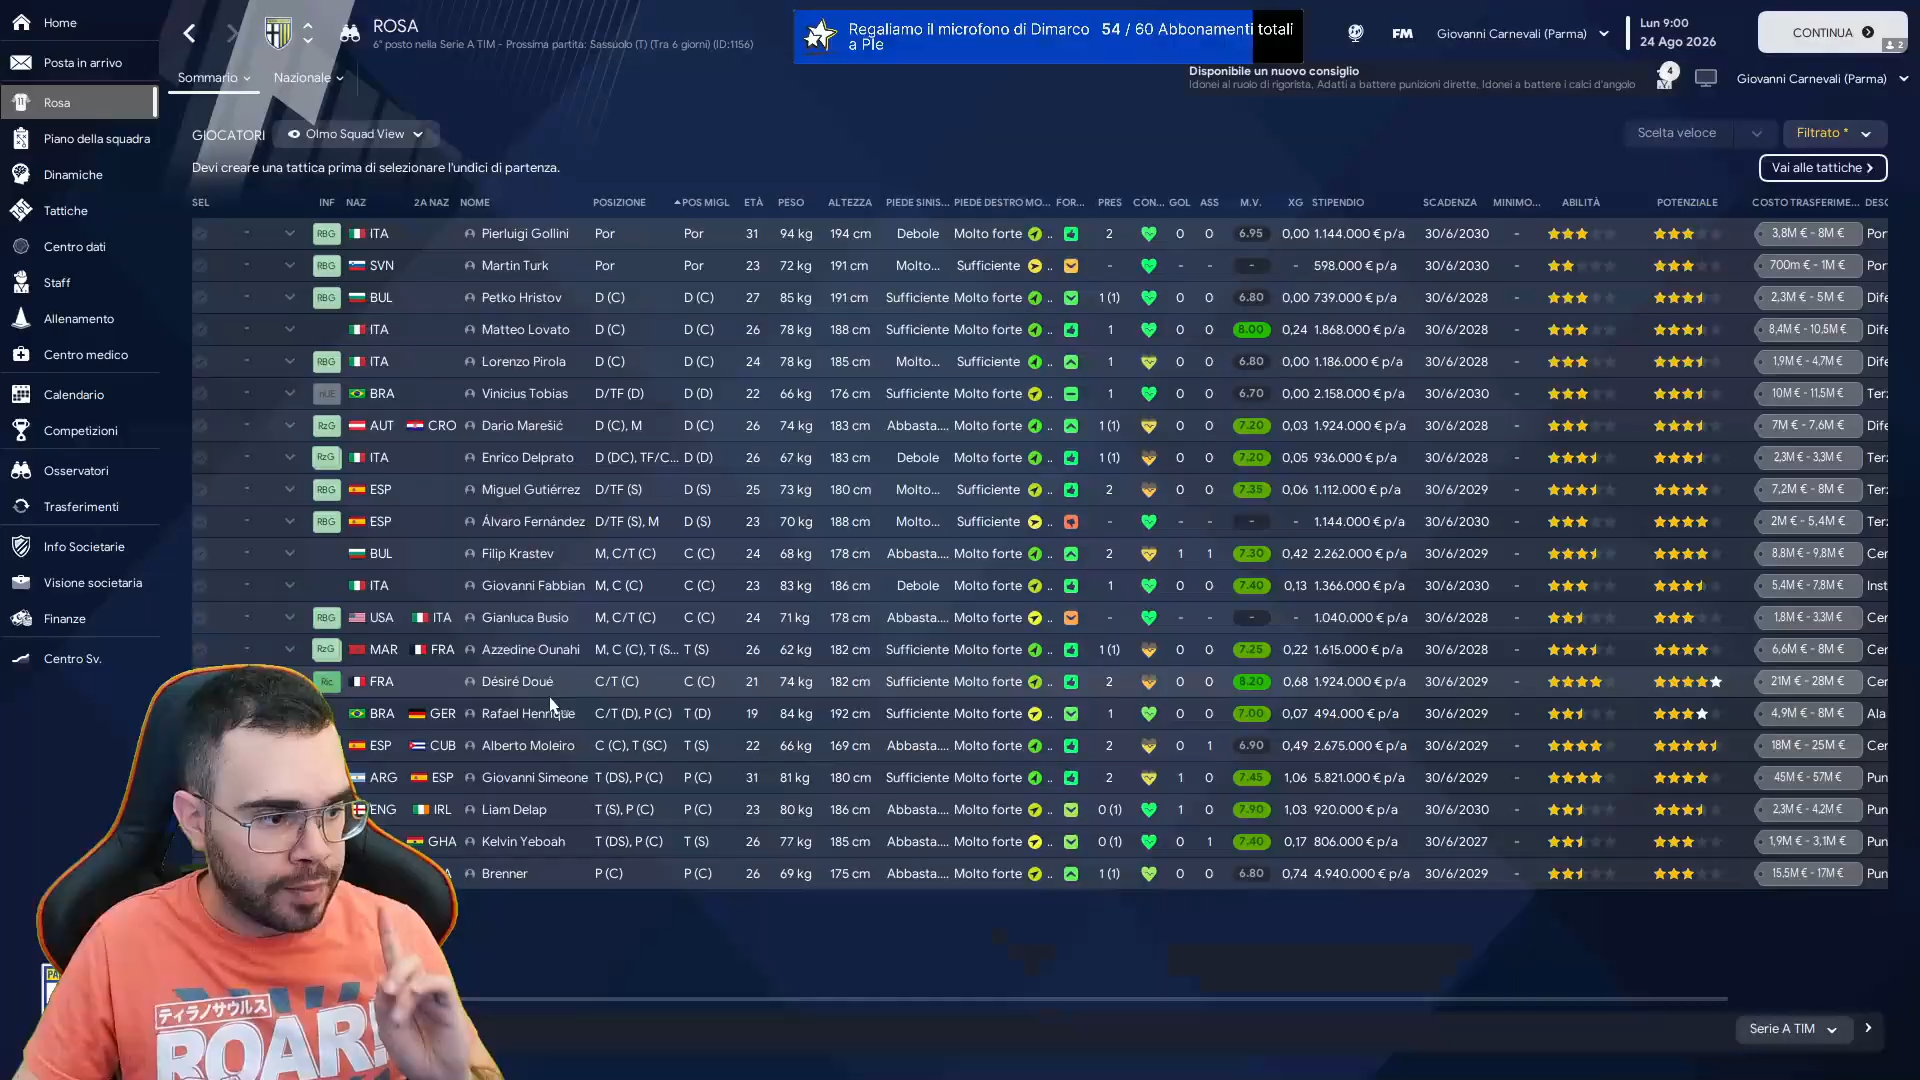 Home
Posta in arrivo
Rosa
Piano della squadra
Dinamiche
Tattiche
Centro dati
Staff
Allenamento
Centro medico
Calendario
Competizioni
Osservatori
Trasferimenti
Info Societarie
Visione societaria
Finanze
Centro Sv.
ROSA
6° posto nella Serie A TIM - Prossima partita: Sassuolo (T) (Tra 6 giorni) (ID:1156)
Sommario Nazionale
Regaliamo il microfono di Dimarco 54 / 60 Abbonamenti totali
a Pie
FM Giovanni Carnevali (Parma)
Lun 9:00
24 Ago 2026
CONTINUA
2
Disponibile un nuovo consiglio
Idonei al ruolo di rigorista, Adatti a battere punizioni dirette, Idonei a battere i calci d'angolo
4
Giovanni Carnevali (Parma)
GIOCATORI Olmo Squad View
Scelta veloce Filtrato *
Devi creare una tattica prima di selezionare l'undici di partenza.
Vai alle tattiche
SEL INF NAZ 2A NAZ NOME POSIZIONE POS MIGL ETÀ PESO ALTEZZA PIEDE SINIS... PIEDE DESTRO MO... FOR... PRES CON... GOL ASS M.V. XG STIPENDIO SCADENZA MINIMO... ABILITÀ POTENZIALE COSTO TRASFERIME... DESC
- RBG ITA Pierluigi Gollini Por Por 31 94 kg 194 cm Debole Molto forte .. 2 0 0 6.95 0,00 1.144.000 € p/a 30/6/2030 - 3,8M € - 8M € Por
- RBG SVN Martin Turk Por Por 23 72 kg 191 cm Molto... Sufficiente .. - - - - - 598.000 € p/a 30/6/2030 - 700m € - 1M € Por
- RBG BUL Petko Hristov D (C) D (C) 27 85 kg 191 cm Sufficiente Molto forte .. 1 (1) 0 0 6.80 0,00 739.000 € p/a 30/6/2028 - 2,3M € - 5M € Dife
- ITA Matteo Lovato D (C) D (C) 26 78 kg 188 cm Sufficiente Molto forte .. 1 0 0 8.00 0,24 1.868.000 € p/a 30/6/2028 - 8,4M € - 10,5M € Dife
- RBG ITA Lorenzo Pirola D (C) D (C) 24 78 kg 185 cm Molto... Sufficiente .. 1 0 0 6.80 0,00 1.186.000 € p/a 30/6/2028 - 1,9M € - 4,7M € Dife
- nUE BRA Vinicius Tobias D/TF (D) D (D) 22 66 kg 176 cm Sufficiente Molto forte .. 1 0 0 6.70 0,00 2.158.000 € p/a 30/6/2028 - 10M € - 11,5M € Terz
- RzG AUT CRO Dario Marešić D (C), M D (C) 26 74 kg 183 cm Abbasta.... Molto forte .. 1 (1) 0 0 7.20 0,03 1.924.000 € p/a 30/6/2028 - 7M € - 7,6M € Dife
- RzG ITA Enrico Delprato D (DC), TF/C... D (D) 26 67 kg 183 cm Debole Molto forte .. 1 (1) 0 0 7.20 0,05 936.000 € p/a 30/6/2028 - 2,3M € - 3,3M € Terz
- RBG ESP Miguel Gutiérrez D/TF (S) D (S) 25 73 kg 180 cm Molto... Sufficiente .. 2 0 0 7.35 0,06 1.112.000 € p/a 30/6/2029 - 7,2M € - 8M € Terz
- RBG ESP Álvaro Fernández D/TF (S), M D (S) 23 70 kg 188 cm Molto... Sufficiente .. - - - - - 1.144.000 € p/a 30/6/2030 - 2M € - 5,4M € Terz
- BUL Filip Krastev M, C/T (C) C (C) 24 68 kg 178 cm Abbasta.... Molto forte .. 2 1 1 7.30 0,42 2.262.000 € p/a 30/6/2029 - 8,8M € - 9,8M € Cer
- ITA Giovanni Fabbian M, C (C) C (C) 23 83 kg 186 cm Debole Molto forte .. 1 0 0 7.40 0,13 1.366.000 € p/a 30/6/2030 - 5,4M € - 7,8M € Inst
- RBG USA ITA Gianluca Busio M, C/T (C) C (C) 24 71 kg 178 cm Abbasta.... Molto forte .. - - - - - 1.040.000 € p/a 30/6/2029 - 1,8M € - 3,3M € Cer
- RzG MAR FRA Azzedine Ounahi M, C (C), T (S... T (S) 26 62 kg 182 cm Sufficiente Molto forte .. 1 (1) 0 0 7.25 0,22 1.615.000 € p/a 30/6/2029 - 6,6M € - 8M € Cer
Ric FRA Désiré Doué C/T (C) C (C) 21 74 kg 182 cm Sufficiente Molto forte .. 2 0 0 8.20 0,68 1.924.000 € p/a 30/6/2029 - 21M € - 28M € Cer
BRA GER Rafael Henrique C/T (D), P (C) T (D) 19 84 kg 192 cm Sufficiente Molto forte .. 1 0 0 7.00 0,07 494.000 € p/a 30/6/2029 - 4,9M € - 8M € Ala
ESP CUB Alberto Moleiro C (C), T (SC) T (S) 22 66 kg 169 cm Abbasta.... Molto forte .. 2 0 1 6.90 0,49 2.675.000 € p/a 30/6/2029 - 18M € - 25M € Cer
ARG ESP Giovanni Simeone T (DS), P (C) P (C) 31 81 kg 180 cm Sufficiente Molto forte .. 2 1 0 7.45 1,06 5.821.000 € p/a 30/6/2029 - 45M € - 57M € Pun
ENG IRL Liam Delap T (S), P (C) P (C) 23 80 kg 186 cm Abbasta.... Molto forte .. 0 (1) 1 0 7.90 1,03 920.000 € p/a 30/6/2030 - 2,3M € - 4,2M € Pun
GHA Kelvin Yeboah T (DS), P (C) T (S) 26 77 kg 185 cm Abbasta.... Molto forte .. 0 (1) 0 1 7.40 0,17 806.000 € p/a 30/6/2027 - 1,9M € - 3,1M € Pun
Brenner P (C) P (C) 26 69 kg 175 cm Abbasta.... Molto forte .. 1 (1) 0 0 6.80 0,74 4.940.000 € p/a 30/6/2029 - 15,5M € - 17M € Pun
ティラノサウルス
ROAR!
Serie A TIM